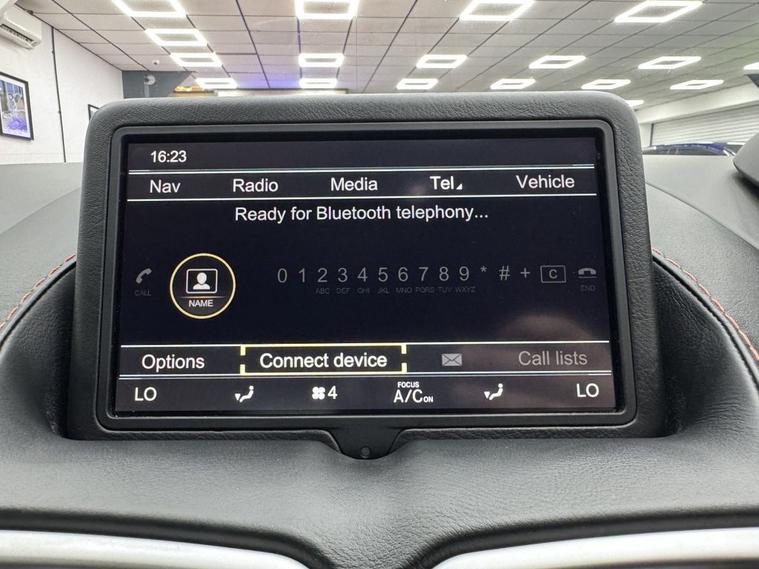 16:23
Nav Radio Media Tel Vehicle
Ready for Bluetooth telephony...
0 1 2 3 4 5 6 7 8 9 * # + C
CALL ABC DEF GHI JKL MNO PQRS TUV WXYZ END
NAME
Options Connect device Call lists
LO 4 FOCUS A/C ON LO